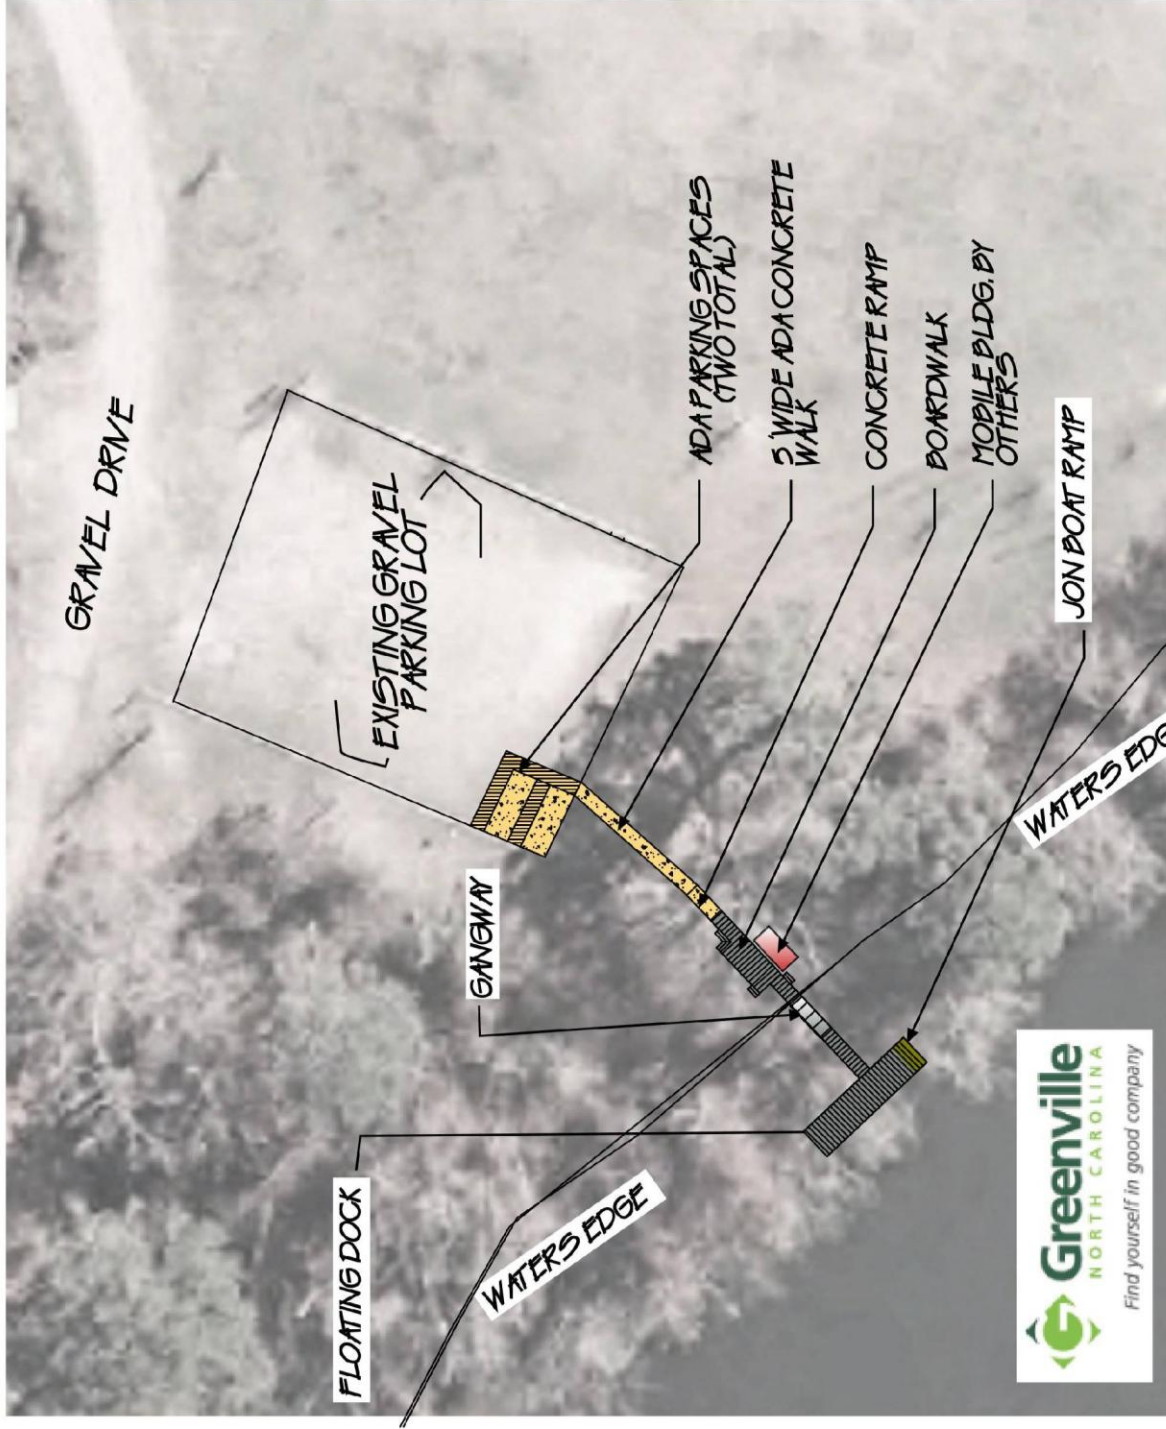 GRAVEL DRIVE
EXISTING GRAVEL
PARKING LOT
ADA PARKING SPACES
(TWO TOTAL)
5' WIDE ADA CONCRETE
WALK
CONCRETE RAMP
BOARDWALK
MOBILE BLDG. BY
OTHERS
JON BOAT RAMP
WATERS EDG
GANGWAY
FLOATING DOCK
WATERS EDGE
G
Greenville
NORTH CAROLINA
Find yourself in good company